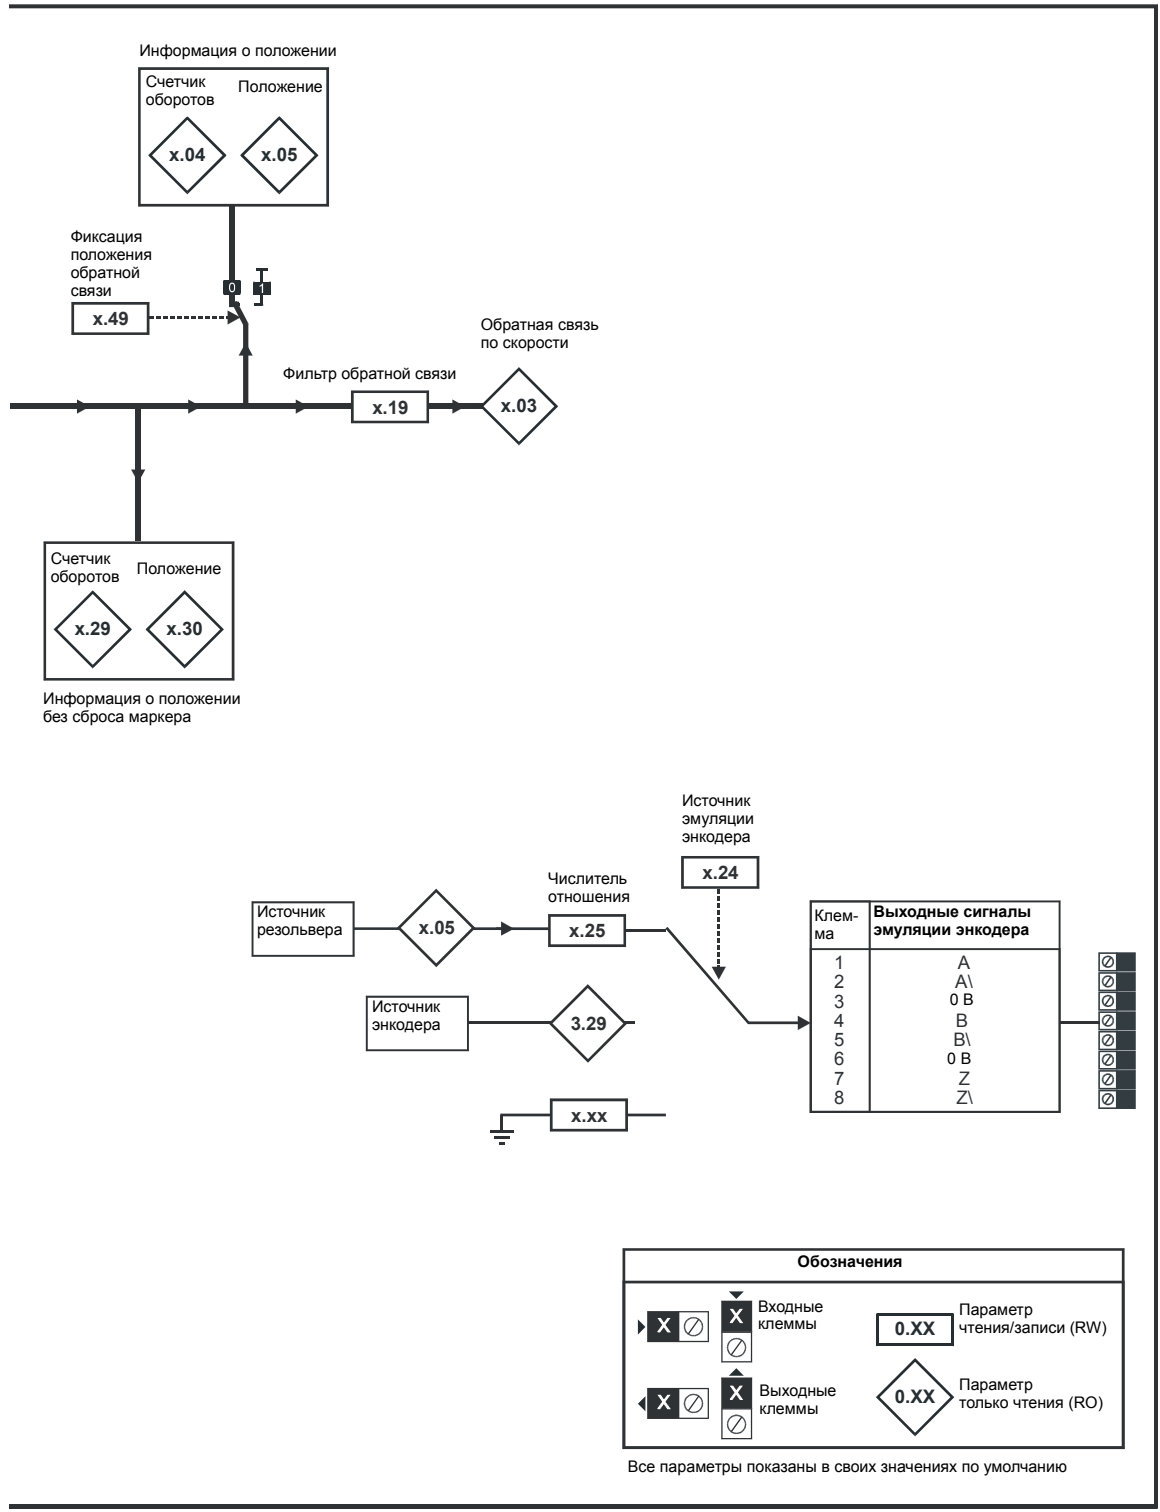 Информация о положении
Счетчик
оборотов
Положение
x.04
x.05
Фиксация
положения
обратной
связи
0
1
x.49
Обратная связь
по скорости
Фильтр обратной связи
x.19
x.03
Счетчик
оборотов
Положение
x.29
x.30
Информация о положении
без сброса маркера
Источник
эмуляции
энкодера
x.24
Числитель
отношения
Источник
резольвера
x.05
x.25
Источник
энкодера
3.29
x.xx
Клем-
ма
Выходные сигналы
эмуляции энкодера
1 A
2 A\
3 0 В
4 B
5 B\
6 0 В
7 Z
8 Z\
Обозначения
X
X
Входные
клеммы
0.XX
Параметр
чтения/записи (RW)
X
X
Выходные
клеммы
0.XX
Параметр
только чтения (RO)
Все параметры показаны в своих значениях по умолчанию